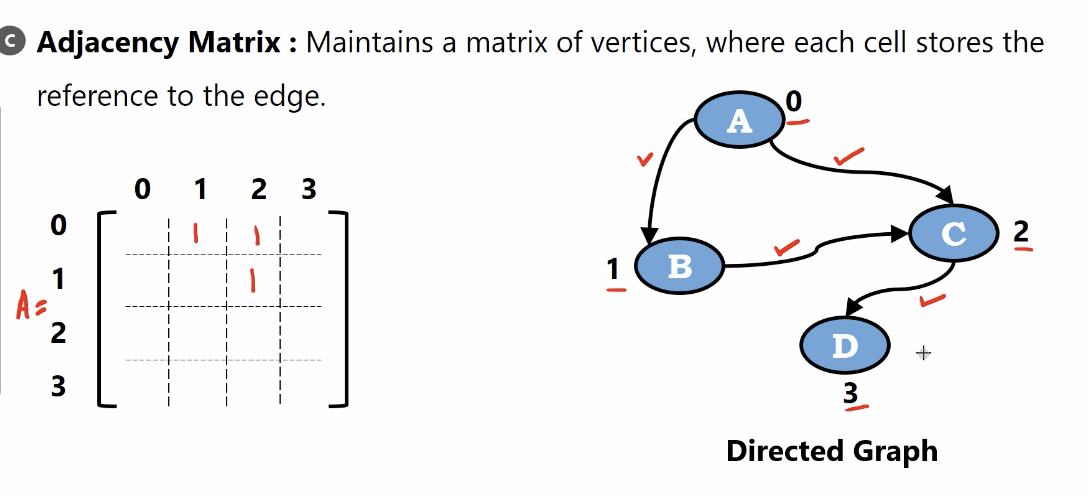 C Adjacency Matrix : Maintains a matrix of vertices, where each cell stores the
reference to the edge.
A 0
0 1 2 3
0 1 1
C 2
1 B
1 1
A=
2
D
3
3
Directed Graph